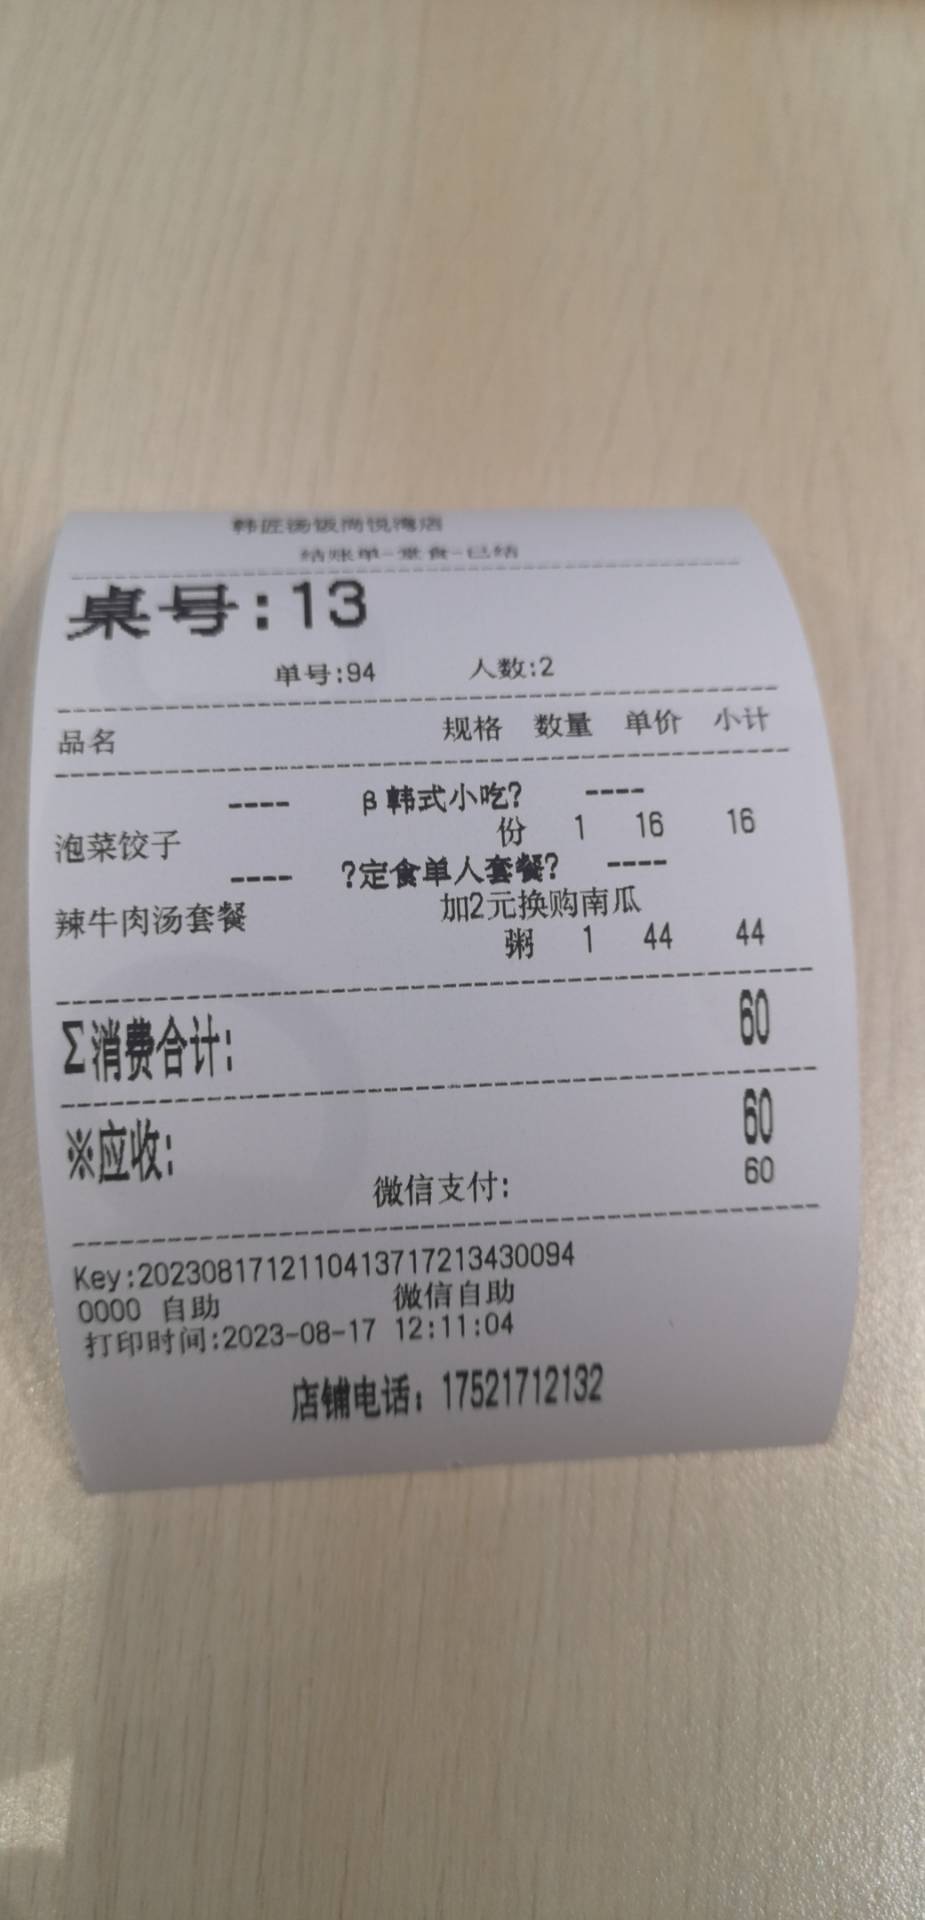 韩匠汤饭尚悦湾店
结账单-堂食-已结
桌号:13
单号:94 人数:2
品名 规格 数量 单价 小计
---- β韩式小吃? ----
泡菜饺子 份 1 16 16
---- ?定食单人套餐? ----
辣牛肉汤套餐 加2元换购南瓜
粥 1 44 44
Σ消费合计: 60
※应收: 60
微信支付: 60
Key:20230817121104137172134300​94
0000 自助 微信自助
打印时间:2023-08-17 12:11:04
店铺电话: 17521712132